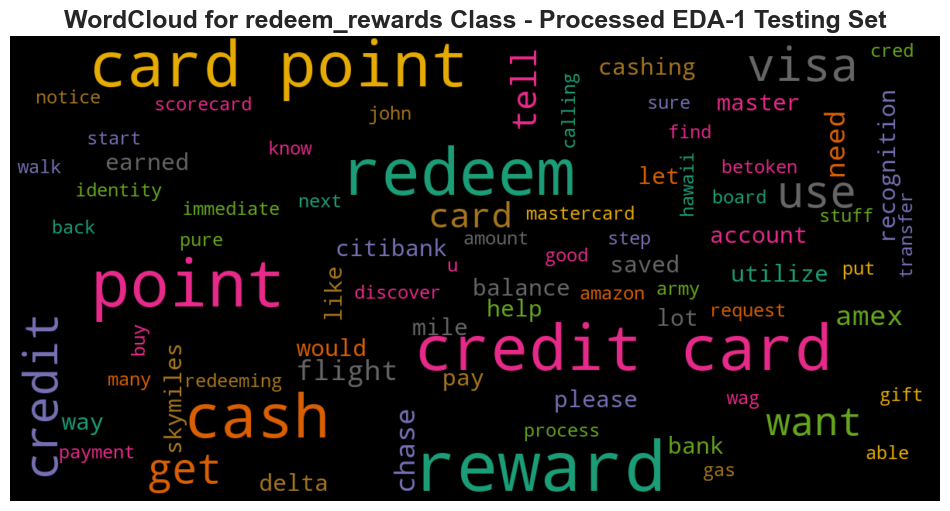 WordCloud for redeem_rewards Class - Processed EDA-1 Testing Set
card point
tell
cashing
visa
cred
notice
scorecard
john
calling
sure
master
start
know
find
need
recognition
walk
earned
redeem
let
hawaii
betoken
use
identity
immediate
next
card
mastercard
board
stuff
transfer
back
pure
citibank
amount
step
account
u
good
saved
utilize
put
point
like
discover
balance
amazon
army
help
request
amex
buy
mile
lot
credit
would
credit card
many
skymiles
redeeming
flight
pay
gift
way
cash
chase
please
wag
want
process
payment
get
reward
bank
able
delta
gas